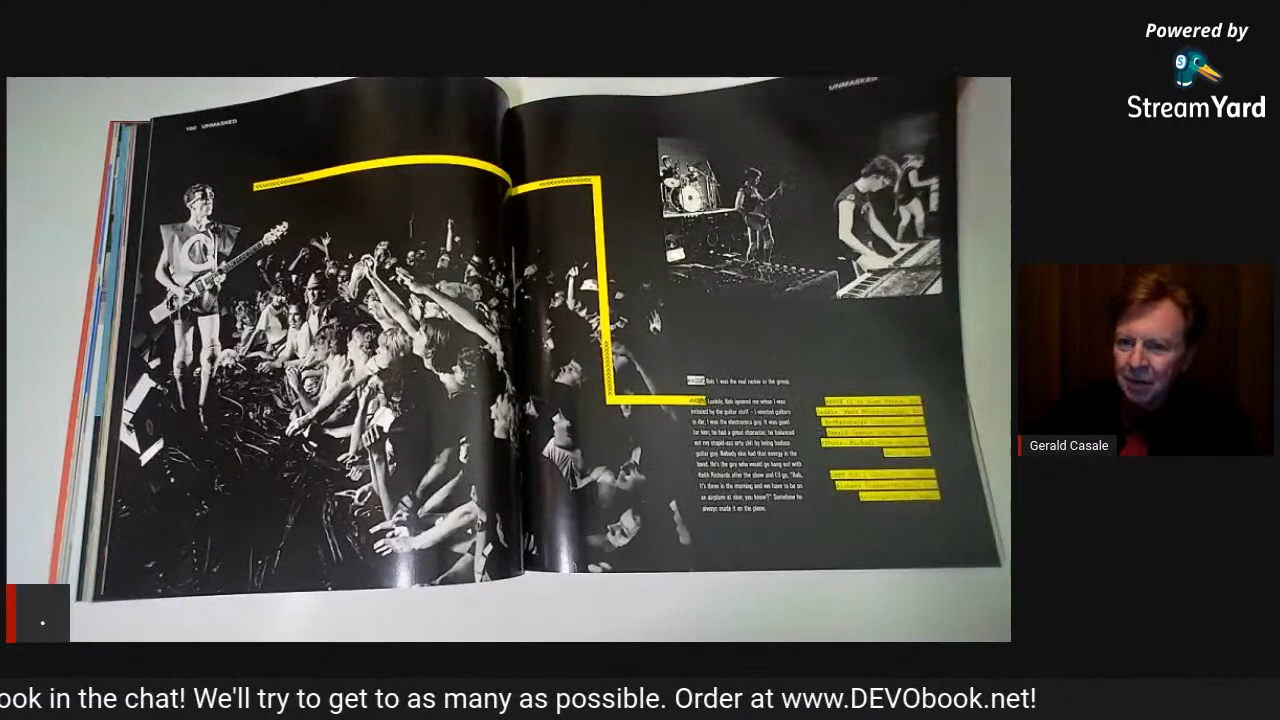 Powered by
StreamYard
180 UNMASKED
UNMASKED
Bob 1 was the real rocker in the group.
Luckily, Bob ignored me when I was
irritated by the guitar stuff – I wanted guitars
to die; I was the electronics guy. It was good
for him; he had a great character, he balanced
out my stupid-ass arty shit by being badass
guitar guy. Nobody else had that energy in the
band. He's the guy who would go hang out with
Keith Richards after the show and I'd go, "Bob,
it's three in the morning and we have to be on
an airplane at nine, you know?" Somehow he
always made it on the plane.
Gerald Casale
ook in the chat! We'll try to get to as many as possible. Order at www.DEVObook.net!